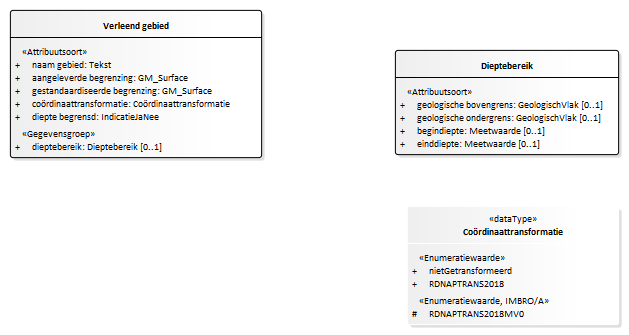 Verleend gebied
«Attribuutsoort»
+ naam gebied: Tekst
+ aangeleverde begrenzing: GM_Surface
+ gestandaardiseerde begrenzing: GM_Surface
+ coördinaattransformatie: Coördinaattransformatie
+ diepte begrensd: IndicatieJaNee
«Gegevensgroep»
+ dieptebereik: Dieptebereik [0..1]
Dieptebereik
«Attribuutsoort»
+ geologische bovengrens: GeologischVlak [0..1]
+ geologische ondergrens: GeologischVlak [0..1]
+ begindiepte: Meetwaarde [0..1]
+ einddiepte: Meetwaarde [0..1]
«dataType»
Coördinaattransformatie
«Enumeratiewaarde»
+ nietGetransformeerd
+ RDNAPTRANS2018
«Enumeratiewaarde, IMBRO/A»
# RDNAPTRANS2018MV0